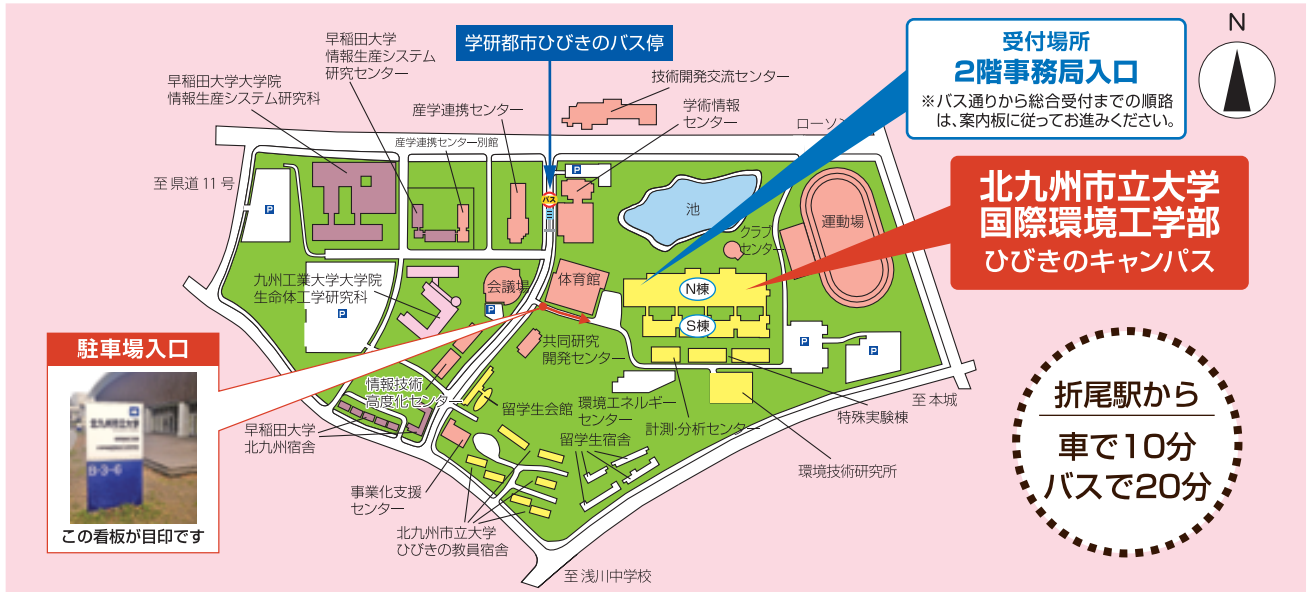 学研都市ひびきのバス停
受付場所
2階事務局入口
※バス通りから総合受付までの順路
は、案内板に従ってお進みください。
N
早稲田大学
情報生産システム
研究センター
早稲田大学大学院
情報生産システム研究科
産学連携センター
産学連携センター別館
技術開発交流センター
学術情報
センター
ローソン
至 県道11号
P
P
バス
池
クラブ
センター
運動場
北九州市立大学
国際環境工学部
ひびきのキャンパス
九州工業大学大学院
生命体工学研究科
P
会議場
P
体育館
N棟
S棟
共同研究
開発センター
P
P
駐車場入口
北九州市立大学
B-3-6
この看板が目印です
情報技術
高度化センター
早稲田大学
北九州宿舎
留学生会館
環境エネルギー
センター
計測・分析センター
留学生宿舎
特殊実験棟
至 本城
環境技術研究所
事業化支援
センター
北九州市立大学
ひびきの教員宿舎
至 浅川中学校
折尾駅から
車で10分
バスで20分